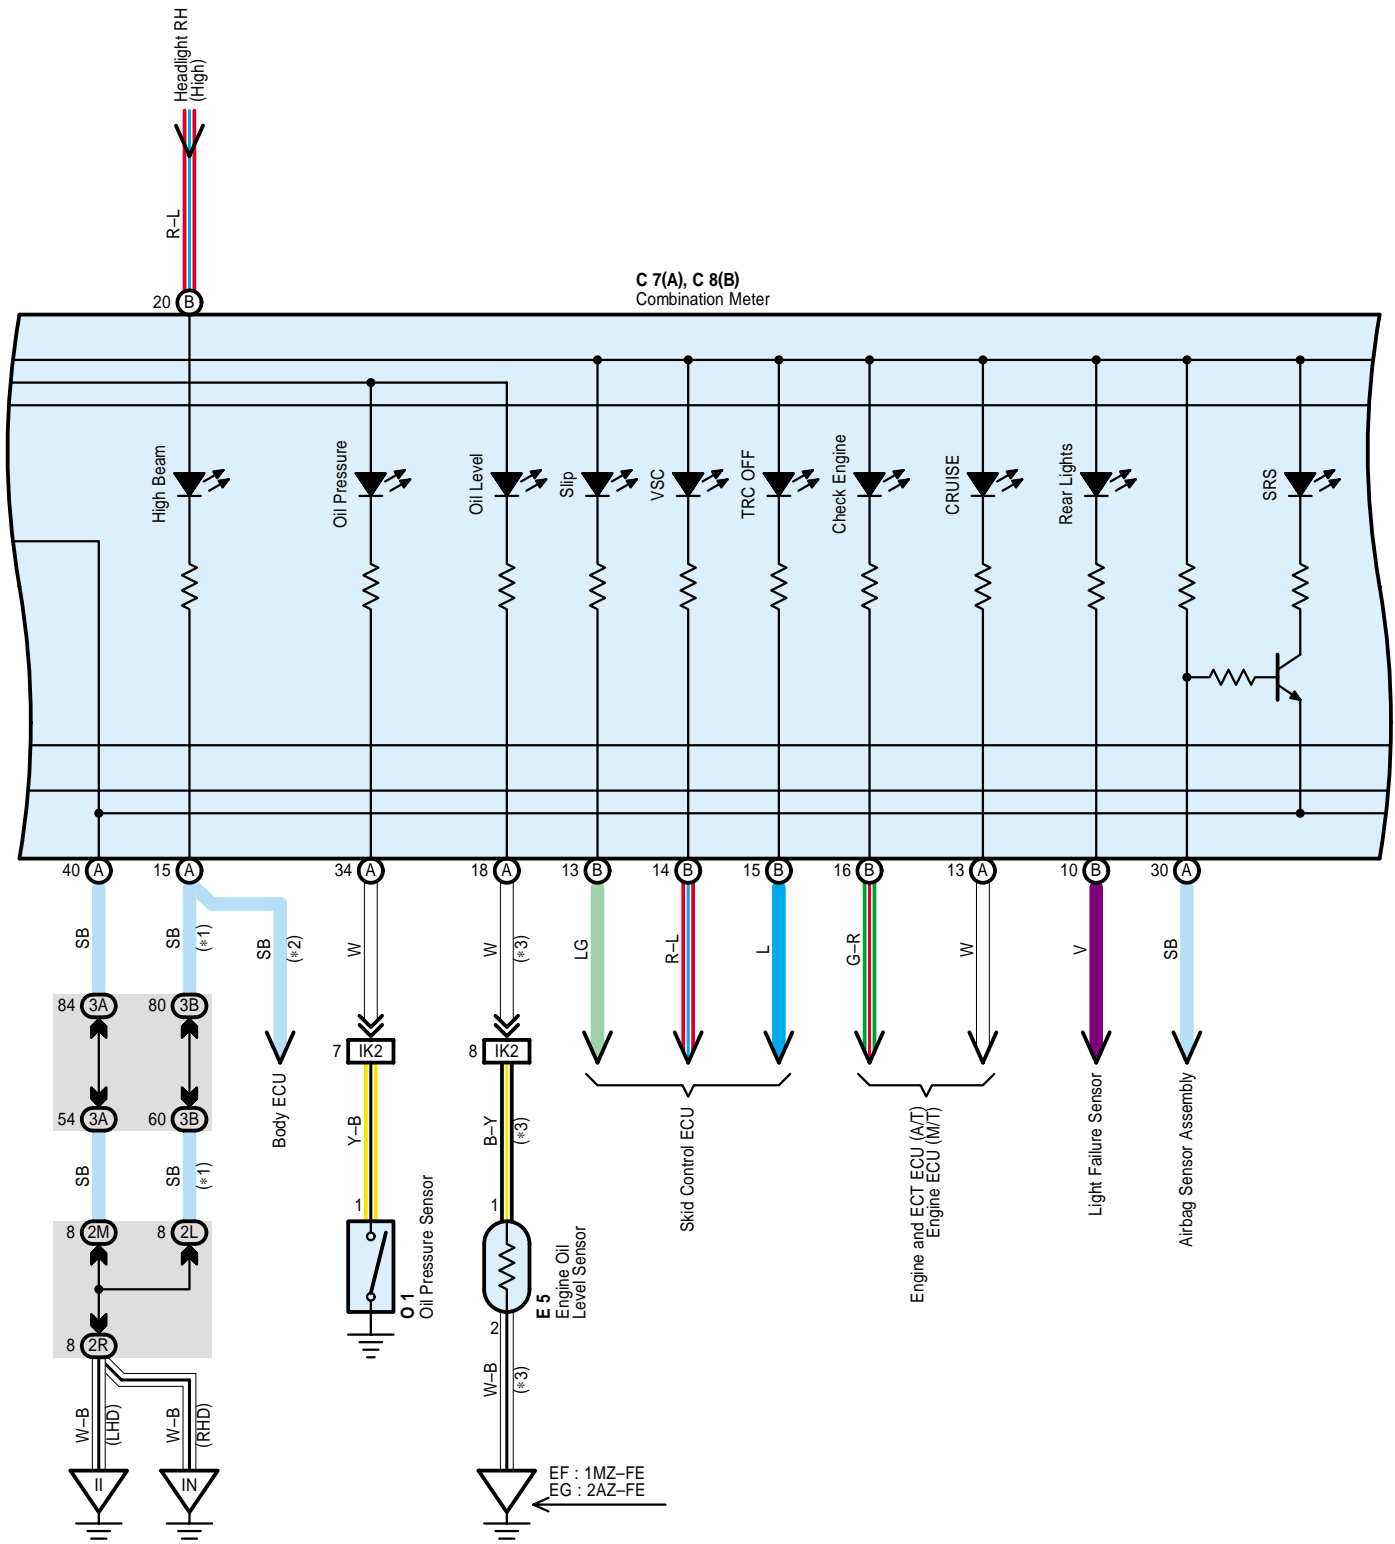 Headlight RH
(High)
R–L
C 7(A), C 8(B)
Combination Meter
20 B
High Beam
Oil Pressure
Oil Level
Slip
VSC
TRC OFF
Check Engine
CRUISE
Rear Lights
SRS
40 A
15 A
34 A
18 A
13 B
14 B
15 B
16 B
13 A
10 B
30 A
SB
SB
(*1)
SB
(*2)
W
W
(*3)
LG
R–L
L
G–R
W
V
SB
84 3A
80 3B
7 IK2
8 IK2
Body ECU
54 3A
60 3B
Y–B
B–Y
(*3)
Skid Control ECU
Engine and ECT ECU (A/T)
Engine ECU (M/T)
Light Failure Sensor
Airbag Sensor Assembly
SB
SB
(*1)
1
1
8 2M
8 2L
O 1
Oil Pressure Sensor
E 5
Engine Oil
Level Sensor
2
8 2R
W–B
(LHD)
W–B
(RHD)
W–B
(*3)
II
IN
EF : 1MZ–FE
EG : 2AZ–FE